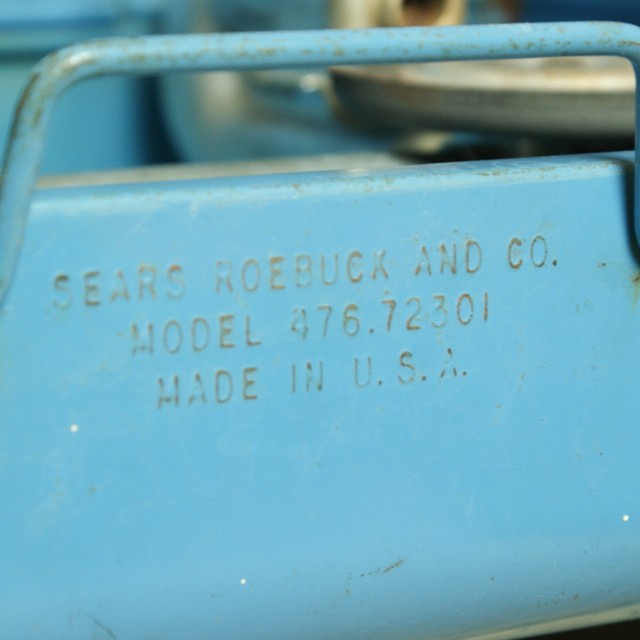 SEARS ROEBUCK AND CO.
MODEL 476.72301
MADE IN U.S.A.